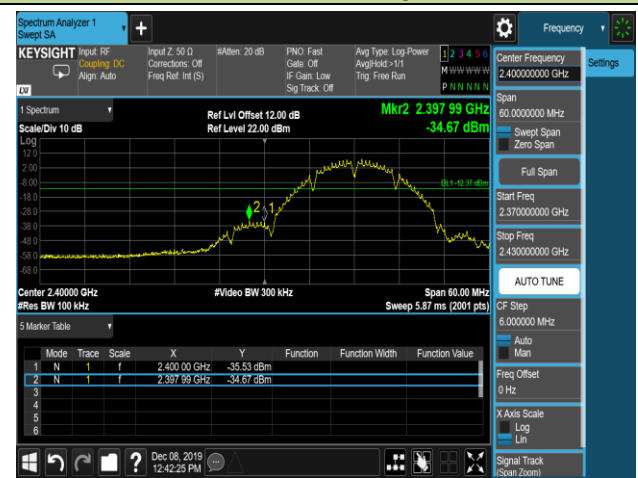 Spectrum Analyzer 1
Swept SA
Frequency
KEYSIGHT
Input: RF
Coupling: DC
Align: Auto
Input Z: 50 Ω
Corrections: Off
Freq Ref: Int (S)
#Atten: 20 dB
PNO: Fast
Gate: Off
IF Gain: Low
Sig Track: Off
Avg Type: Log-Power
Avg|Hold:>1/1
Trig: Free Run
1 2 3 4 5 6
M W W W W W
P N N N N N
LXI
Center Frequency
2.400000000 GHz
Settings
Span
60.0000000 MHz
Swept Span
Zero Span
Full Span
Start Freq
2.370000000 GHz
Stop Freq
2.430000000 GHz
AUTO TUNE
CF Step
6.000000 MHz
Auto
Man
Freq Offset
0 Hz
X Axis Scale
Log
Lin
Signal Track
(Span Zoom)
1 Spectrum
Scale/Div 10 dB
Ref Lvl Offset 12.00 dB
Ref Level 22.00 dBm
Mkr2 2.397 99 GHz
-34.67 dBm
Log
12.0
2.00
-8.00
-18.0
-28.0
-38.0
-48.0
-58.0
-68.0
DL1 -12.37 dBm
2 1
Center 2.40000 GHz
#Res BW 100 kHz
#Video BW 300 kHz
Span 60.00 MHz
Sweep 5.87 ms (2001 pts)
5 Marker Table
Mode Trace Scale X Y Function Function Width Function Value
1 N 1 f 2.400 00 GHz -35.53 dBm
2 N 1 f 2.397 99 GHz -34.67 dBm
3
4
5
6
?
Dec 08, 2019
12:42:25 PM